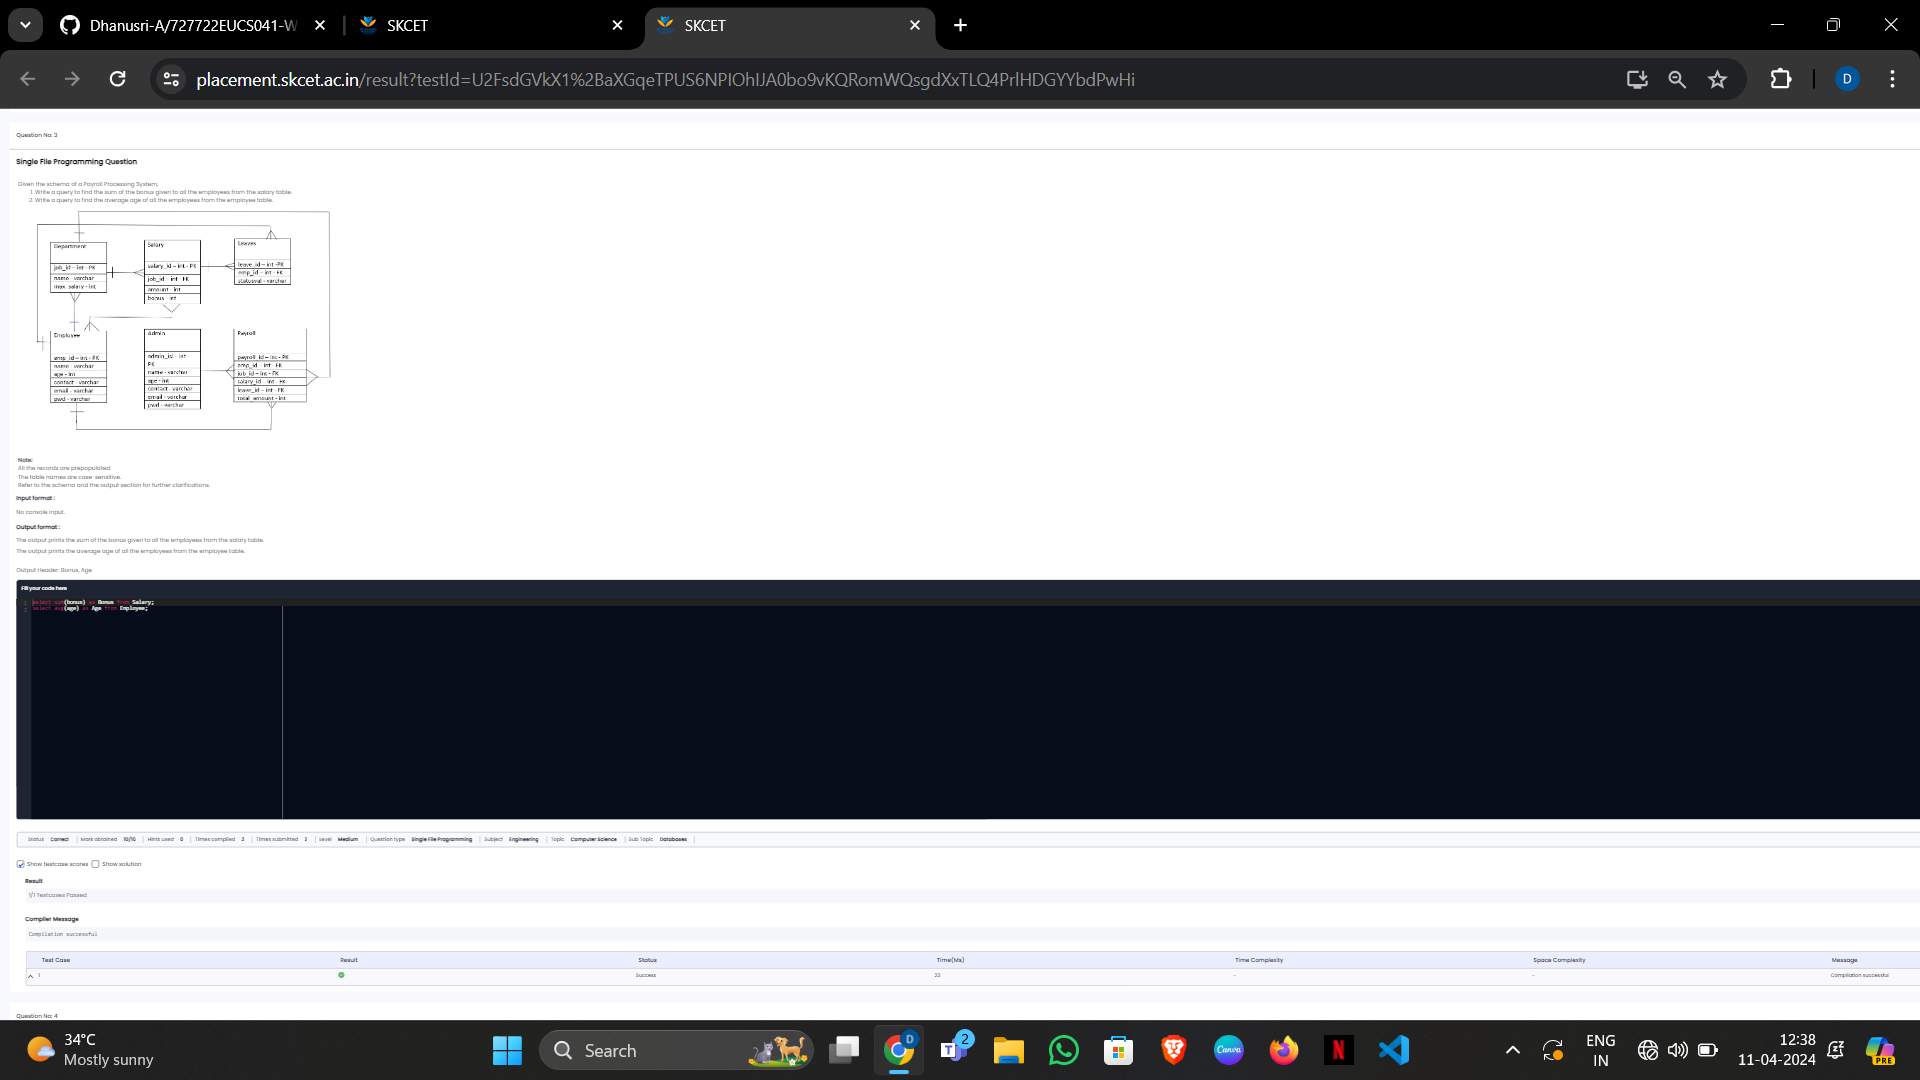 Dhanusri-A/727722EUCS041-W
SKCET
SKCET
placement.skcet.ac.in/result?testId=U2FsdGVkX1%2BaXGqeTPUS6NPIOhIJA0bo9vKQRomWQsgdXxTLQ4PrlHDGYYbdPwHi
D
Question No: 3
Single File Programming Question
Given the schema of a Payroll Processing System,
1. Write a query to find the sum of the bonus given to all the employees from the salary table.
2. Write a query to find the average age of all the employees from the employee table.
Department
job_id - int - PK
name - varchar
max_salary - int
Salary
salary_id - int - PK
job_id - int - FK
amount - int
bonus - int
Leaves
leave_id - int - PK
emp_id - int - FK
statusval - varchar
Employee
emp_id - int - PK
name - varchar
age - int
contact - varchar
email - varchar
pwd - varchar
Admin
admin_id - int -
PK
name - varchar
age - int
contact - varchar
email - varchar
pwd - varchar
Payroll
payroll_id - int - PK
emp_id - int - FK
job_id - int - FK
salary_id - int - FK
leave_id - int - FK
total_amount - int
Note:
All the records are prepopulated.
The table names are case-sensitive.
Refer to the schema and the output section for further clarifications.
Input format :
No console input.
Output format :
The output prints the sum of the bonus given to all the employees from the salary table.
The output prints the average age of all the employees from the employee table.
Output Header: Bonus, Age
Fill your code here
1 select sum(bonus) as Bonus from Salary;
2 select avg(age) as Age from Employee;
Status Correct Mark obtained 10/10 Hints used 0 Times compiled 3 Times submitted 3 Level Medium Question type Single File Programming Subject Engineering Topic Computer Science Sub Topic Databases
Show testcase scores Show solution
Result
1/1 Testcases Passed
Compiler Message
Compilation successful
Test Case Result Status Time(Ms) Time Complexity Space Complexity Message
1 Success 22 - - Compilation successful
Question No: 4
34°C
Mostly sunny
Search
D
T
2
Canva
N
ENG
IN
12:38
11-04-2024
PRE